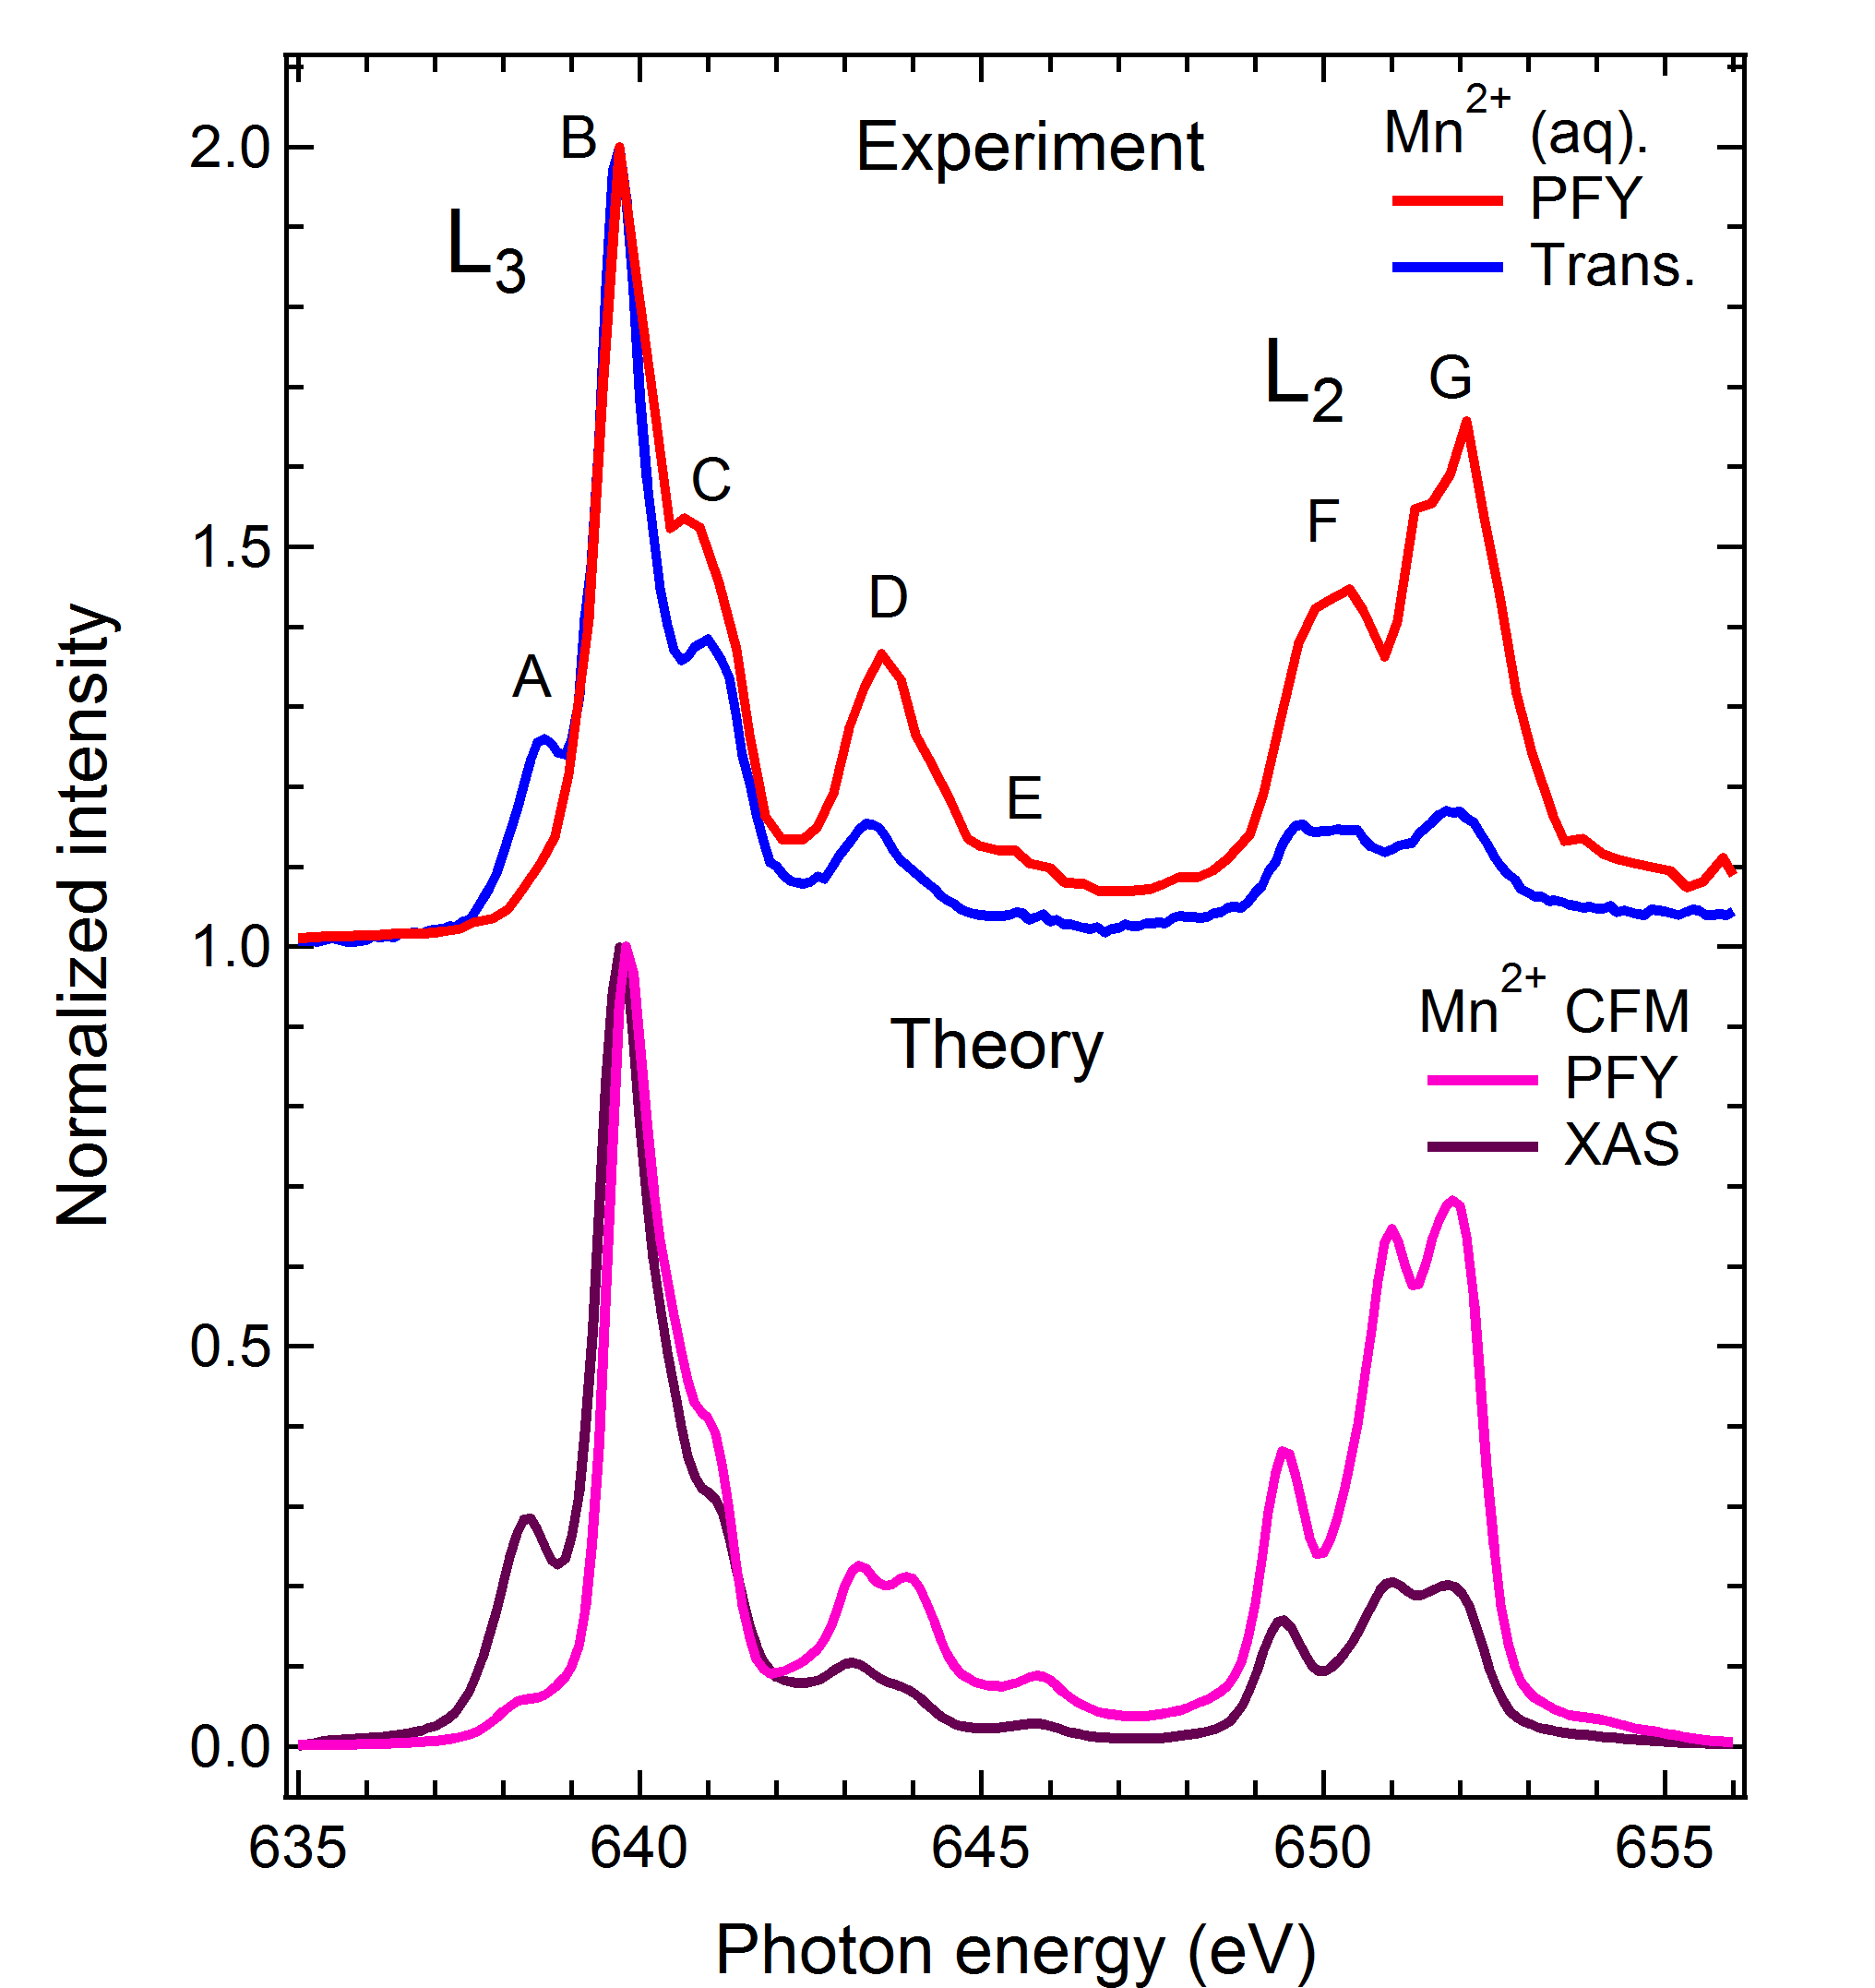 Experiment
Mn2+ (aq).
PFY
Trans.
L3
L2
A
B
C
D
E
F
G
Theory
Mn2+ CFM
PFY
XAS
2.0
1.5
1.0
0.5
0.0
Normalized intensity
635 640 645 650 655
Photon energy (eV)